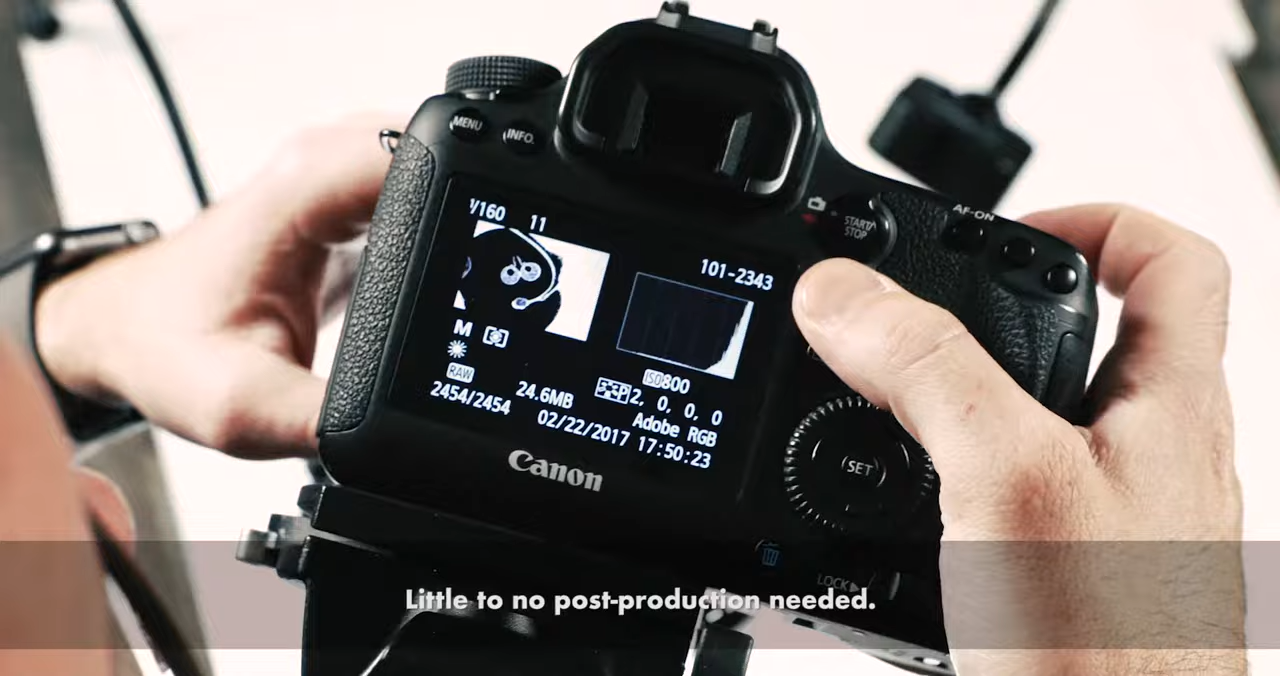 MENU
INFO.
START/
STOP
AF-ON
1/160 11
101-2343
M
RAW
ISO800
24.6MB
2, 0, 0, 0
2454/2454
Adobe RGB
02/22/2017 17:50:23
Canon
SET
LOCK▶
Little to no post-production needed.